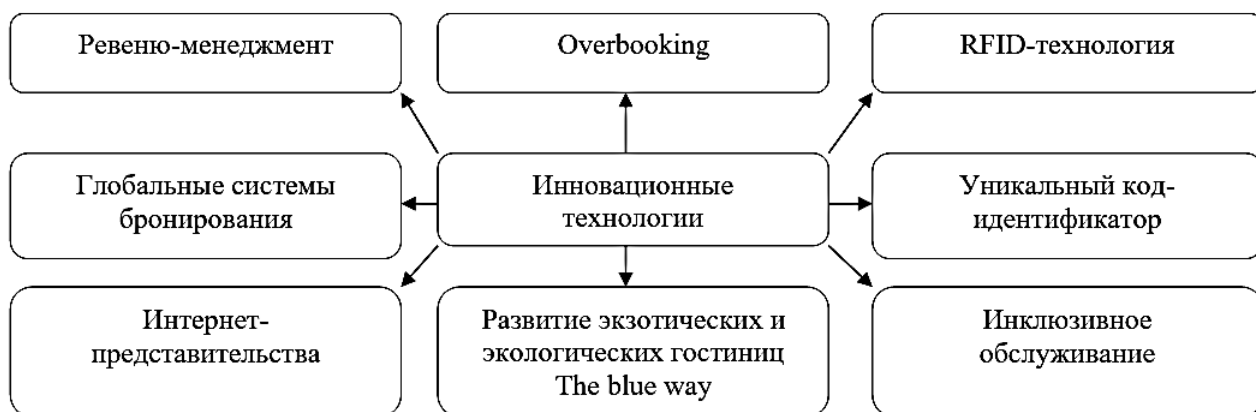 Ревеню-менеджмент
Overbooking
RFID-технология
Глобальные системы
бронирования
Инновационные
технологии
Уникальный код-
идентификатор
Интернет-
представительства
Развитие экзотических и
экологических гостиниц
The blue way
Инклюзивное
обслуживание